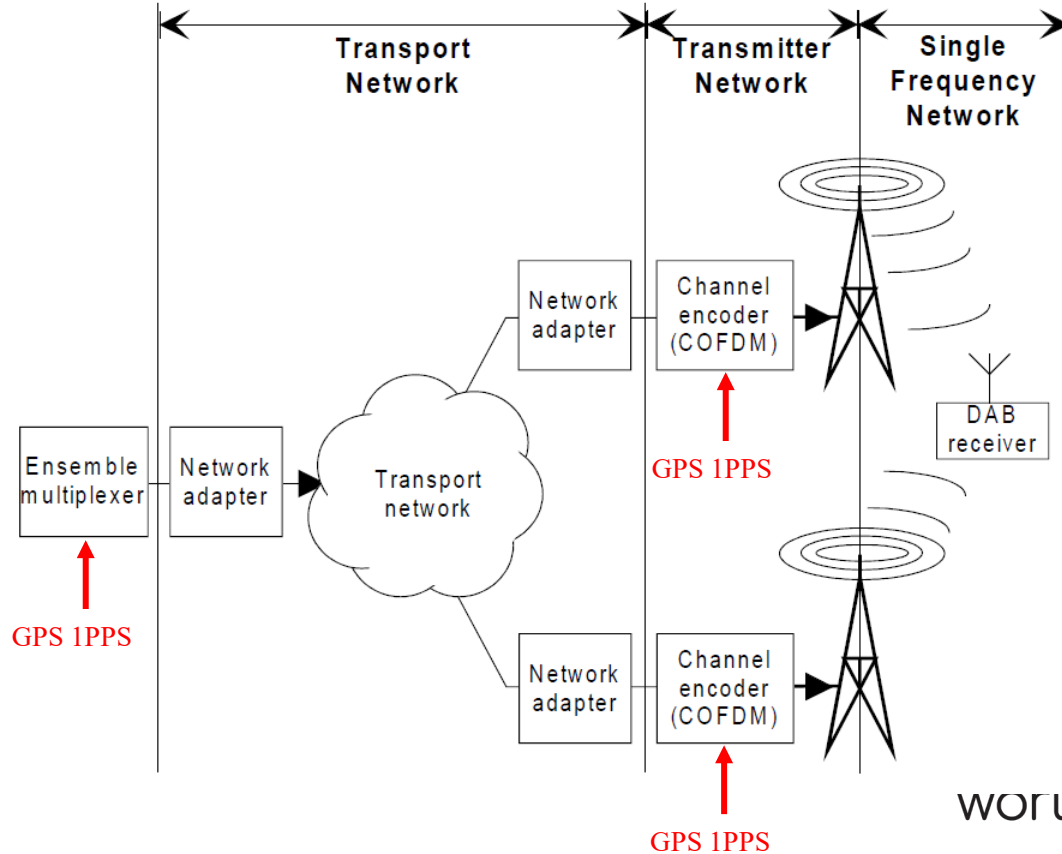 Transport
Network
Transmitter
Network
Single
Frequency
Network
Network
adapter
Channel
encoder
(COFDM)
GPS 1PPS
DAB
receiver
Ensemble
multiplexer
Network
adapter
Transport
network
GPS 1PPS
Network
adapter
Channel
encoder
(COFDM)
GPS 1PPS